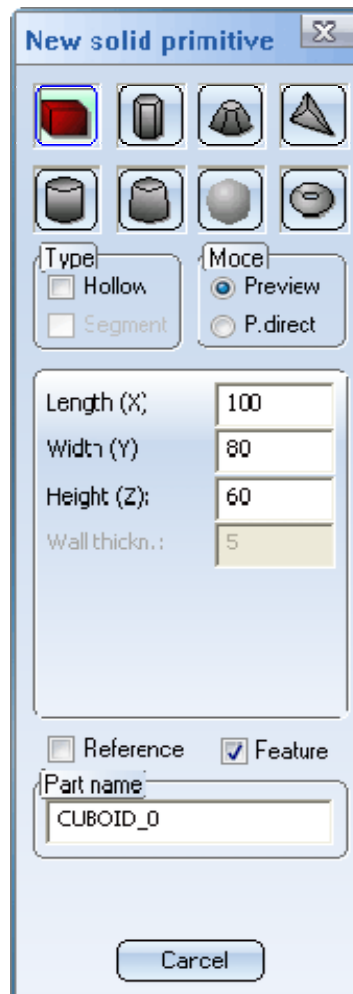 New solid primitive
Type
Moce
Hollow
Preview
Segment
P.direct
Length (X)
100
Width (Y)
80
Height (Z):
60
Wall thickn.:
5
Reference
Feature
Part name
CUBOID_0
Carcel